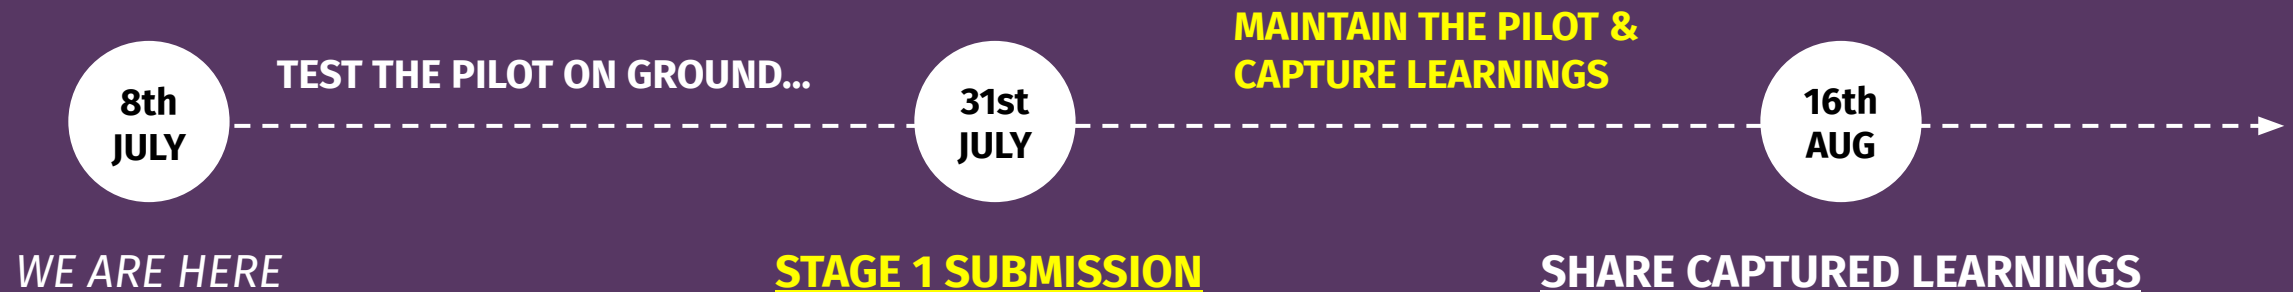 8th
JULY
TEST THE PILOT ON GROUND...
31st
JULY
MAINTAIN THE PILOT &
CAPTURE LEARNINGS
16th
AUG
WE ARE HERE
STAGE 1 SUBMISSION
SHARE CAPTURED LEARNINGS